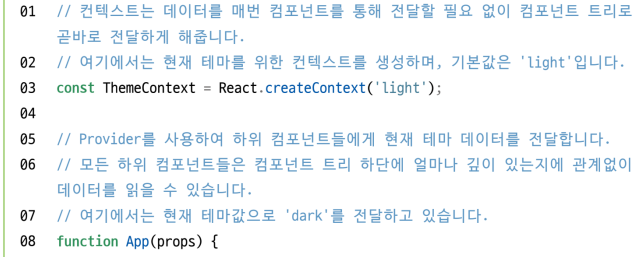 01 // 컨텍스트는 데이터를 매번 컴포넌트를 통해 전달할 필요 없이 컴포넌트 트리로
곧바로 전달하게 해줍니다.
02 // 여기에서는 현재 테마를 위한 컨텍스트를 생성하며, 기본값은 'light'입니다.
03 const ThemeContext = React.createContext('light');
04
05 // Provider를 사용하여 하위 컴포넌트들에게 현재 테마 데이터를 전달합니다.
06 // 모든 하위 컴포넌트들은 컴포넌트 트리 하단에 얼마나 깊이 있는지에 관계없이
데이터를 읽을 수 있습니다.
07 // 여기에서는 현재 테마값으로 'dark'를 전달하고 있습니다.
08 function App(props) {